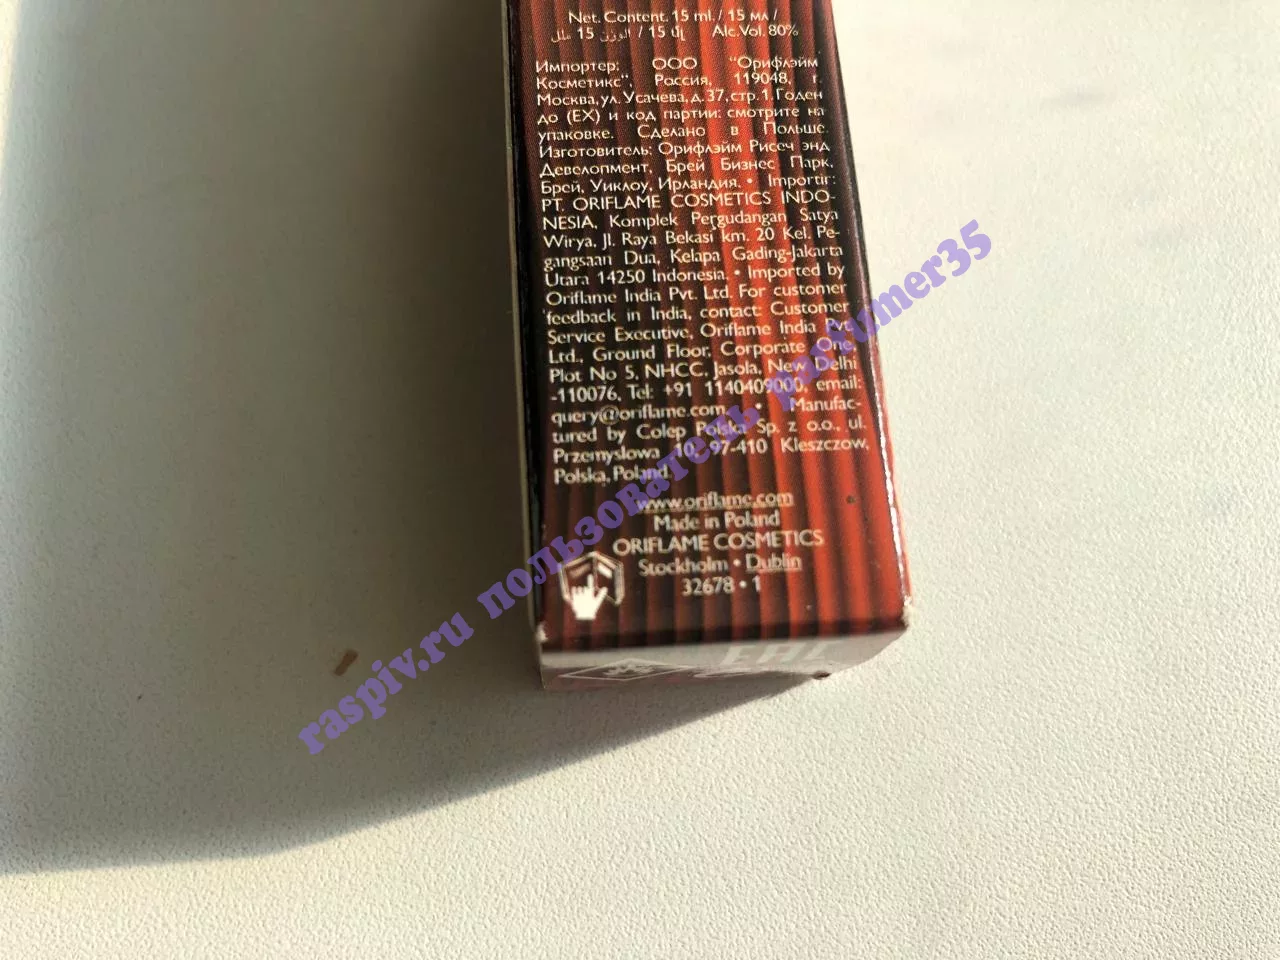 Net. Content. 15 ml. / 15 мл /
15 الوزن / 15 մլ Alc. Vol. 80%
Импортер: ООО "Орифлэйм
Косметикс", Россия, 119048, г.
Москва, ул. Усачева, д. 37, стр. 1. Годен
до (EX) и код партии: смотрите на
упаковке. Сделано в Польше.
Изготовитель: Орифлэйм Рисеч энд
Девелопмент, Брей Бизнес Парк,
Брей, Уиклоу, Ирландия. • Importir:
PT. ORIFLAME COSMETICS INDO-
NESIA, Komplek Pergudangan Satya
Wirya, Jl. Raya Bekasi km. 20 Kel. Pe-
gangsaan Dua, Kelapa Gading-Jakarta
Utara 14250 Indonesia. • Imported by
Oriflame India Pvt. Ltd. For customer
feedback in India, contact: Customer
Service Executive, Oriflame India Pvt.
Ltd., Ground Floor, Corporate One,
Plot No 5, NHCC, Jasola, New Delhi
-110076, Tel: +91 1140409000, email:
query@oriflame.com. • Manufac-
tured by Colep Polska Sp. z o.o., ul.
Przemyslowa 10, 97-410 Kleszczow,
Polska, Poland.
www.oriflame.com
Made in Poland
ORIFLAME COSMETICS
Stockholm • Dublin
32678 • 1
EAC
raspiv.ru пользователь parfumer35